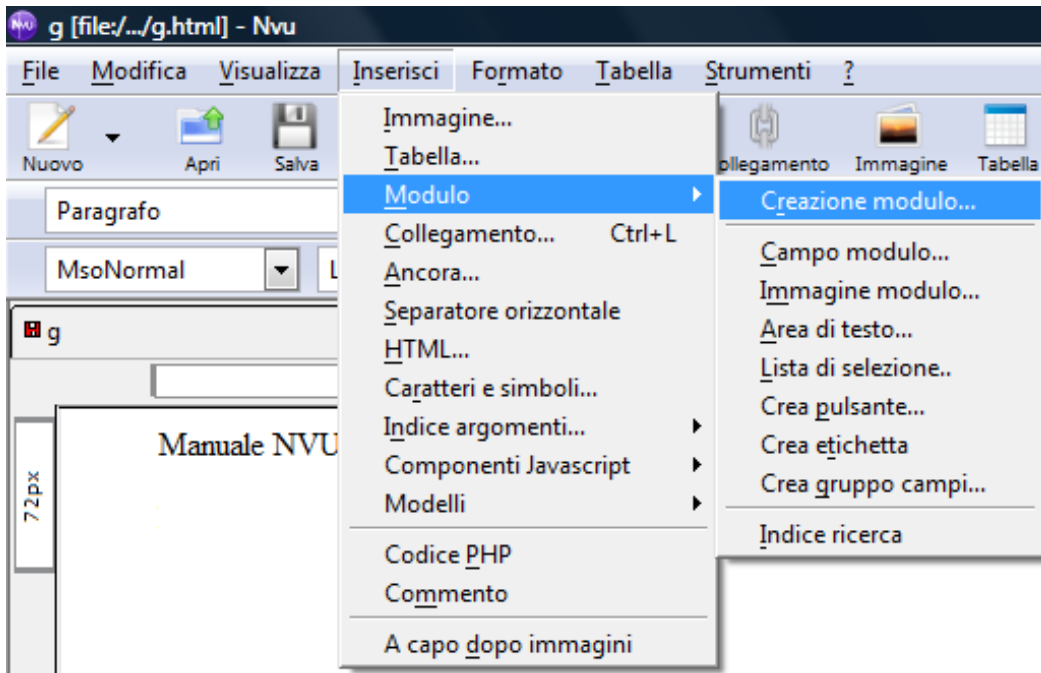 g [file:/.../g.html] - Nvu
File Modifica Visualizza Inserisci Formato Tabella Strumenti ?
Nuovo Apri Salva ollegamento Immagine Tabella
Paragrafo
MsoNormal L
g
72px
Manuale NVU
Immagine...
Tabella...
Modulo
Collegamento... Ctrl+L
Ancora...
Separatore orizzontale
HTML...
Caratteri e simboli...
Indice argomenti...
Componenti Javascript
Modelli
Codice PHP
Commento
A capo dopo immagini
Creazione modulo...
Campo modulo...
Immagine modulo...
Area di testo...
Lista di selezione..
Crea pulsante...
Crea etichetta
Crea gruppo campi...
Indice ricerca